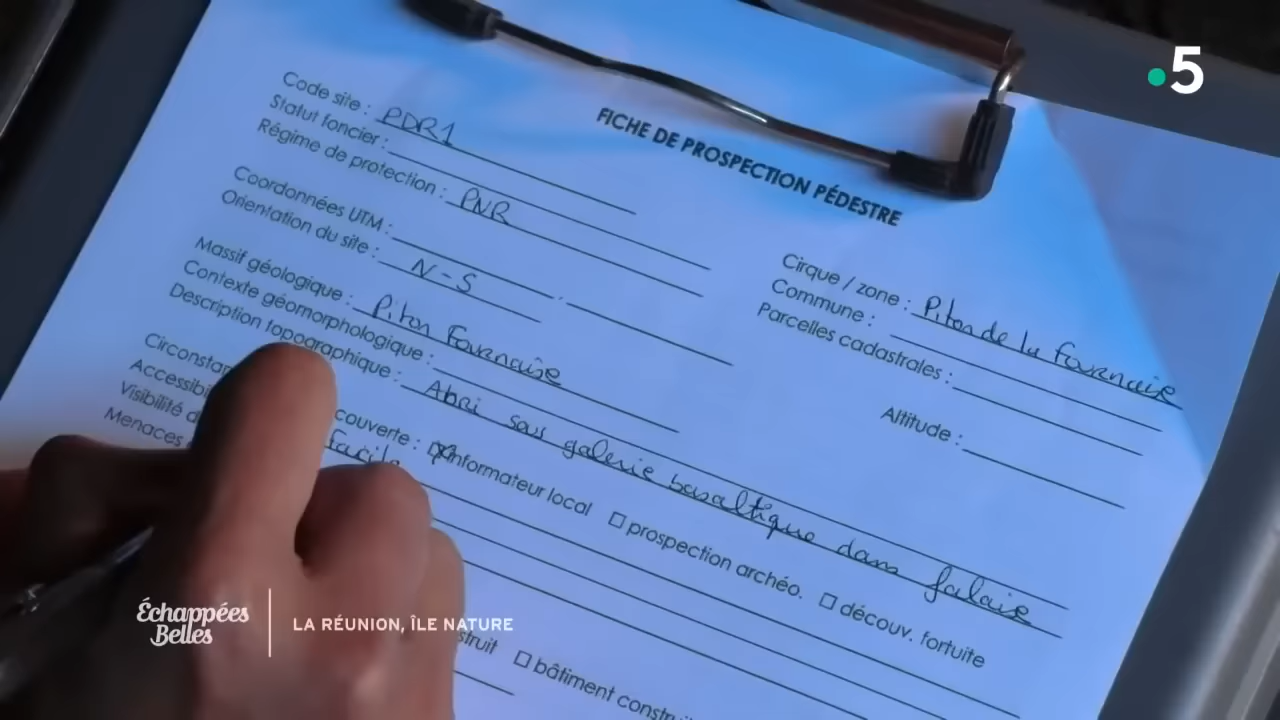 5
FICHE DE PROSPECTION PÉDESTRE
Code site : PDR1
Statut foncier :
Régime de protection : PNR
Coordonnées UTM :
Orientation du site : N-S
Cirque / zone : Piton de la Fournaise
Commune :
Parcelles cadastrales :
Altitude :
Massif géologique : Piton Fournaise
Contexte géomorphologique :
Description topographique : Abri sous galerie basaltique dans falaise
couverte : informateur local prospection archéo. découv. fortuite
facile
Menaces
bâtiment
Échappées
Belles
LA RÉUNION, ÎLE NATURE